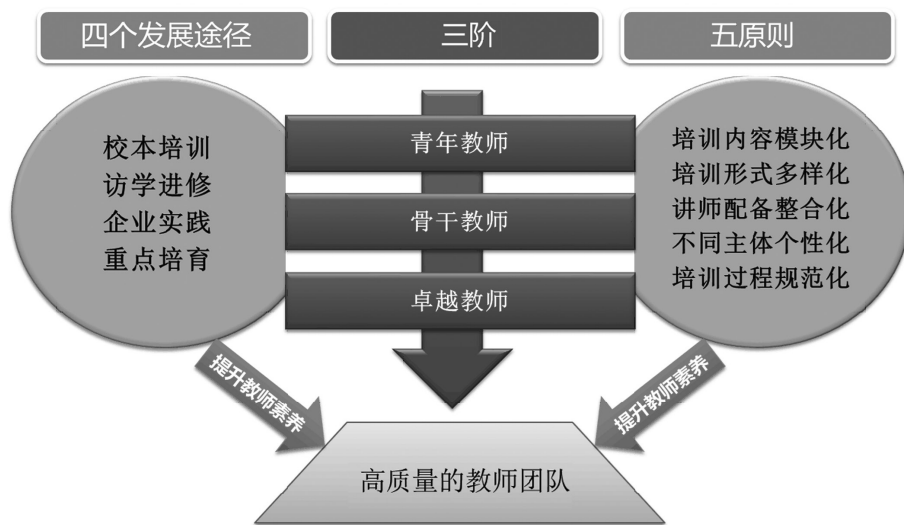 四个发展途径
三阶
五原则
校本培训
访学进修
企业实践
重点培育
青年教师
骨干教师
卓越教师
培训内容模块化
培训形式多样化
讲师配备整合化
不同主体个性化
培训过程规范化
提升教师素养
提升教师素养
高质量的教师团队